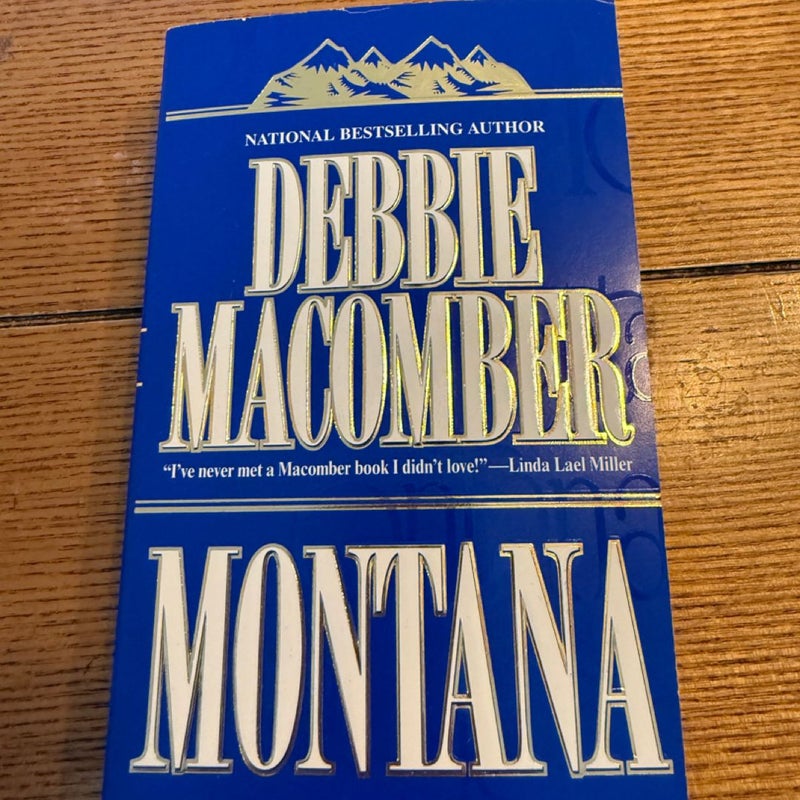 NATIONAL BESTSELLING AUTHOR
DEBBIE
MACOMBER
“I've never met a Macomber book I didn't love!”—Linda Lael Miller
MONTANA